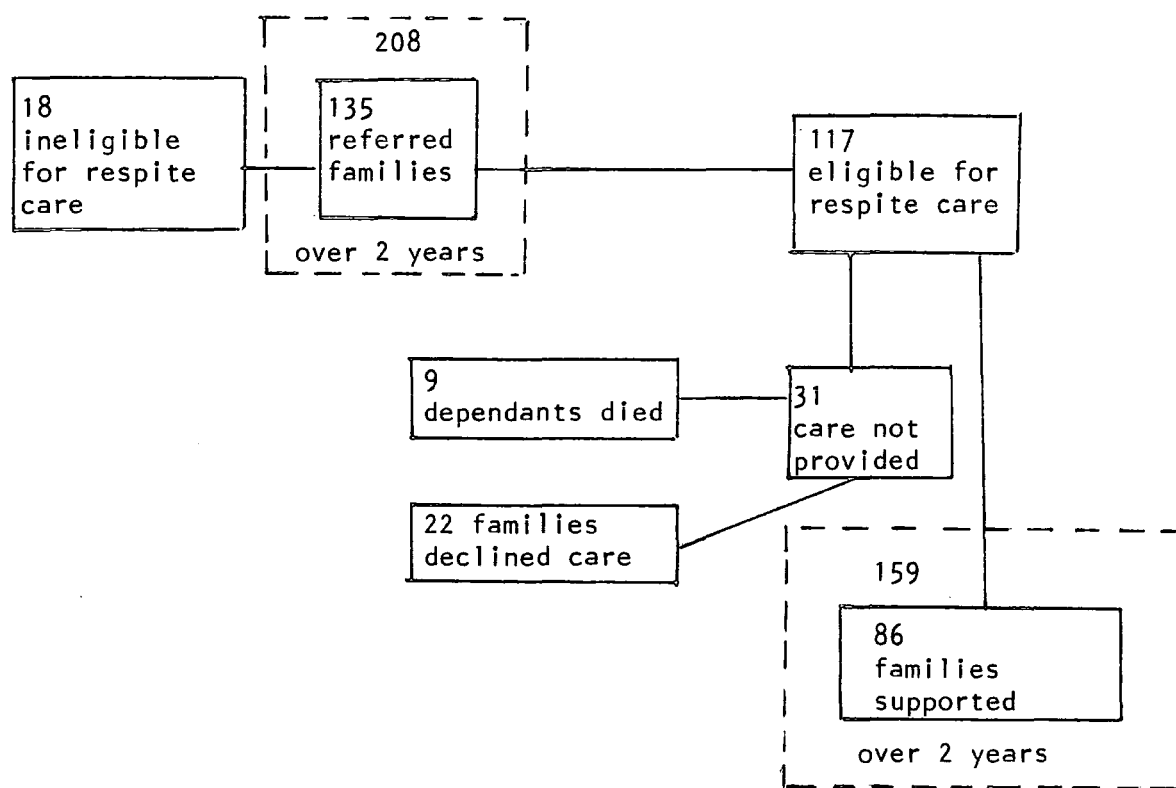 208
18
ineligible
for respite
care
135
referred
families
over 2 years
117
eligible for
respite care
9
dependants died
31
care not
provided
22 families
declined care
159
86
families
supported
over 2 years